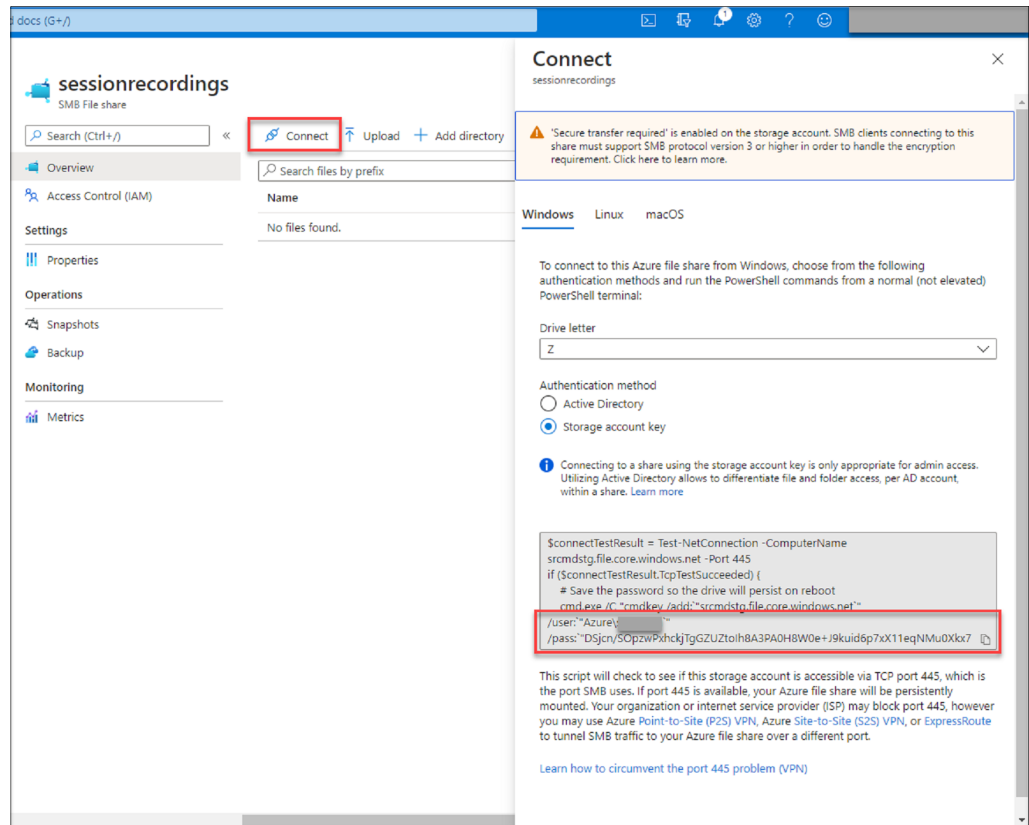 d docs (G+/)
1
sessionrecordings
SMB File share
Search (Ctrl+/)
«
Overview
Access Control (IAM)
Settings
Properties
Operations
Snapshots
Backup
Monitoring
Metrics
Connect
Upload
Add directory
Search files by prefix
Name
No files found.
Connect
sessionrecordings
'Secure transfer required' is enabled on the storage account. SMB clients connecting to this
share must support SMB protocol version 3 or higher in order to handle the encryption
requirement. Click here to learn more.
Windows Linux macOS
To connect to this Azure file share from Windows, choose from the following
authentication methods and run the PowerShell commands from a normal (not elevated)
PowerShell terminal:
Drive letter
Z
Authentication method
Active Directory
Storage account key
Connecting to a share using the storage account key is only appropriate for admin access.
Utilizing Active Directory allows to differentiate file and folder access, per AD account,
within a share. Learn more
$connectTestResult = Test-NetConnection -ComputerName
srcmdstg.file.core.windows.net -Port 445
if ($connectTestResult.TcpTestSucceeded) {
# Save the password so the drive will persist on reboot
cmd.exe /C "cmdkey /add:`"srcmdstg.file.core.windows.net`"
/user:`"Azure\
/pass:`"DSjcn/SOpzwPxhckjTgGZUZtoIh8A3PA0H8W0e+J9kuid6p7xX11eqNMu0Xkx7
This script will check to see if this storage account is accessible via TCP port 445, which is
the port SMB uses. If port 445 is available, your Azure file share will be persistently
mounted. Your organization or internet service provider (ISP) may block port 445, however
you may use Azure Point-to-Site (P2S) VPN, Azure Site-to-Site (S2S) VPN, or ExpressRoute
to tunnel SMB traffic to your Azure file share over a different port.
Learn how to circumvent the port 445 problem (VPN)